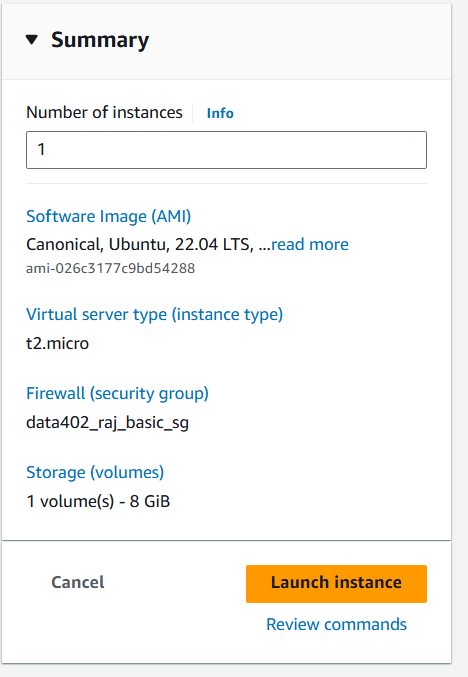 Summary
Number of instances Info
1
Software Image (AMI)
Canonical, Ubuntu, 22.04 LTS, ...read more
ami-026c3177c9bd54288
Virtual server type (instance type)
t2.micro
Firewall (security group)
data402_raj_basic_sg
Storage (volumes)
1 volume(s) - 8 GiB
Cancel Launch instance
Review commands